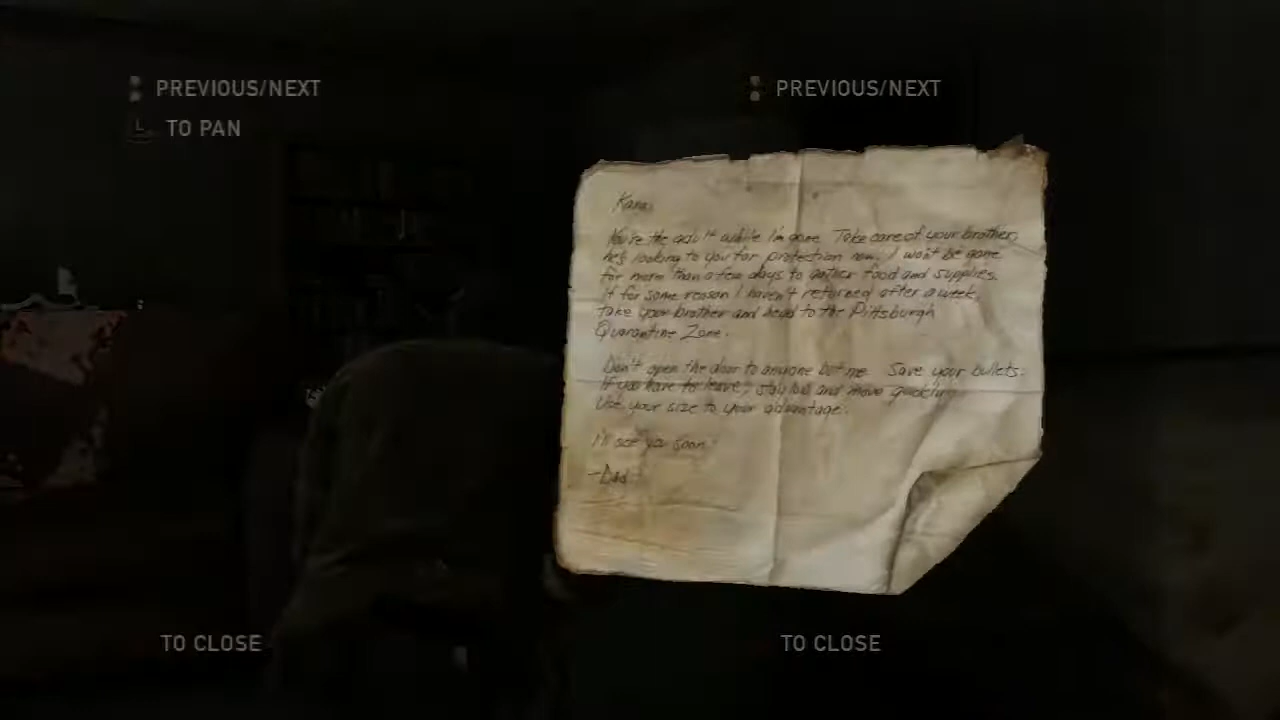 PREVIOUS/NEXT
PREVIOUS/NEXT
L
TO PAN
Kara,
You're the adult while I'm gone. Take care of your brother,
he's looking to you for protection now. I won't be gone
for more than a few days to gather food and supplies.
If for some reason I haven't returned after a week,
take your brother and head to the Pittsburgh
Quarantine Zone.
Don't open the door to anyone but me. Save your bullets.
If you have to leave, stay low and move quickly.
Use your size to your advantage.
I'll see you soon.
-Dad
TO CLOSE
TO CLOSE